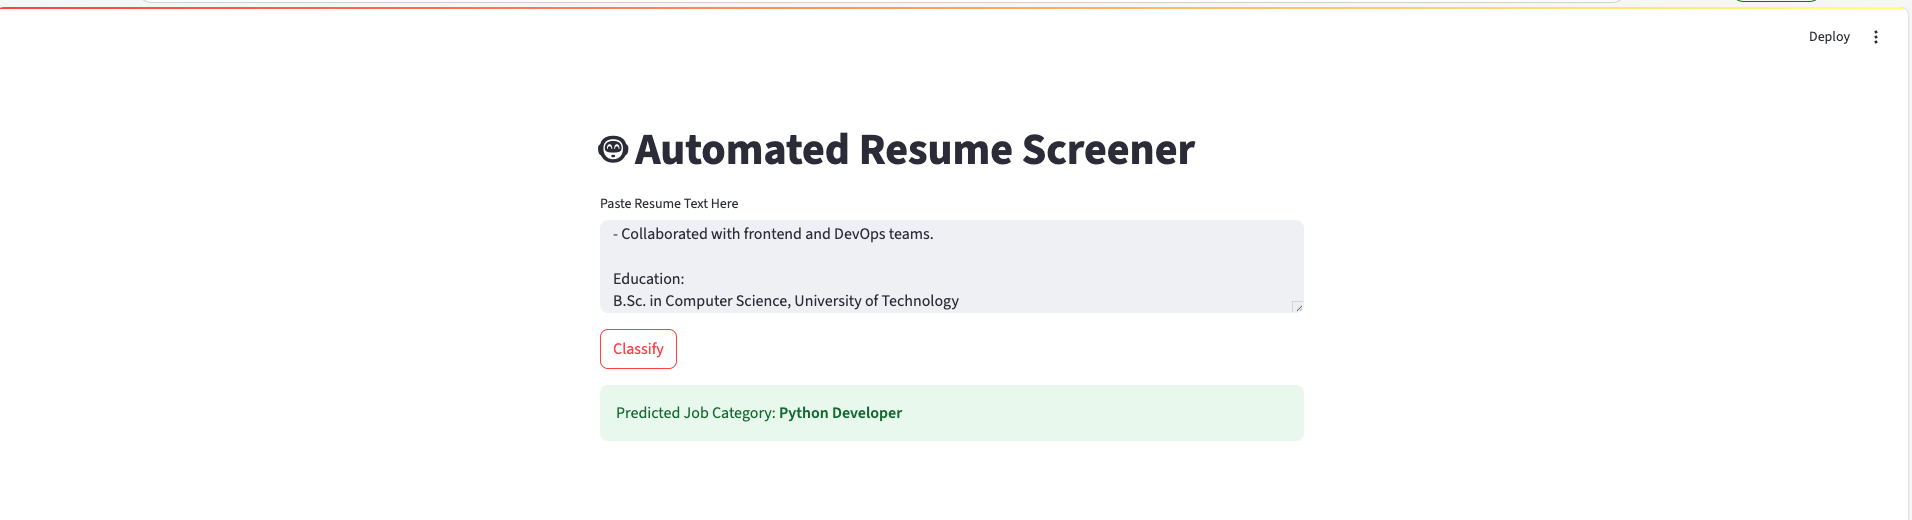 Deploy
Automated Resume Screener
Paste Resume Text Here
- Collaborated with frontend and DevOps teams.
Education:
B.Sc. in Computer Science, University of Technology
Classify
Predicted Job Category: Python Developer